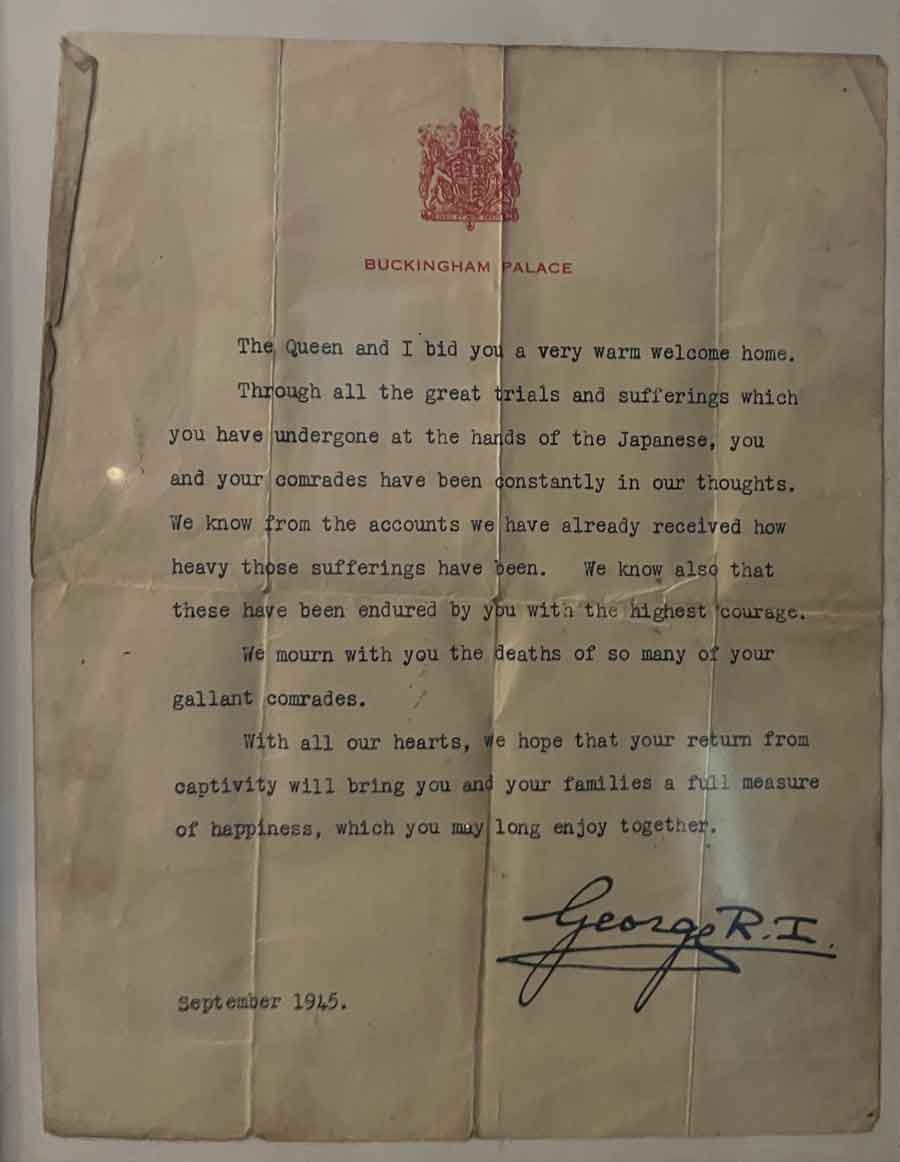 BUCKINGHAM PALACE
The Queen and I bid you a very warm welcome home.
Through all the great trials and sufferings which
you have undergone at the hands of the Japanese, you
and your comrades have been constantly in our thoughts.
We know from the accounts we have already received how
heavy those sufferings have been. We know also that
these have been endured by you with the highest courage.
We mourn with you the deaths of so many of your
gallant comrades.
With all our hearts, we hope that your return from
captivity will bring you and your families a full measure
of happiness, which you may long enjoy together.
George R.I.
September 1945.